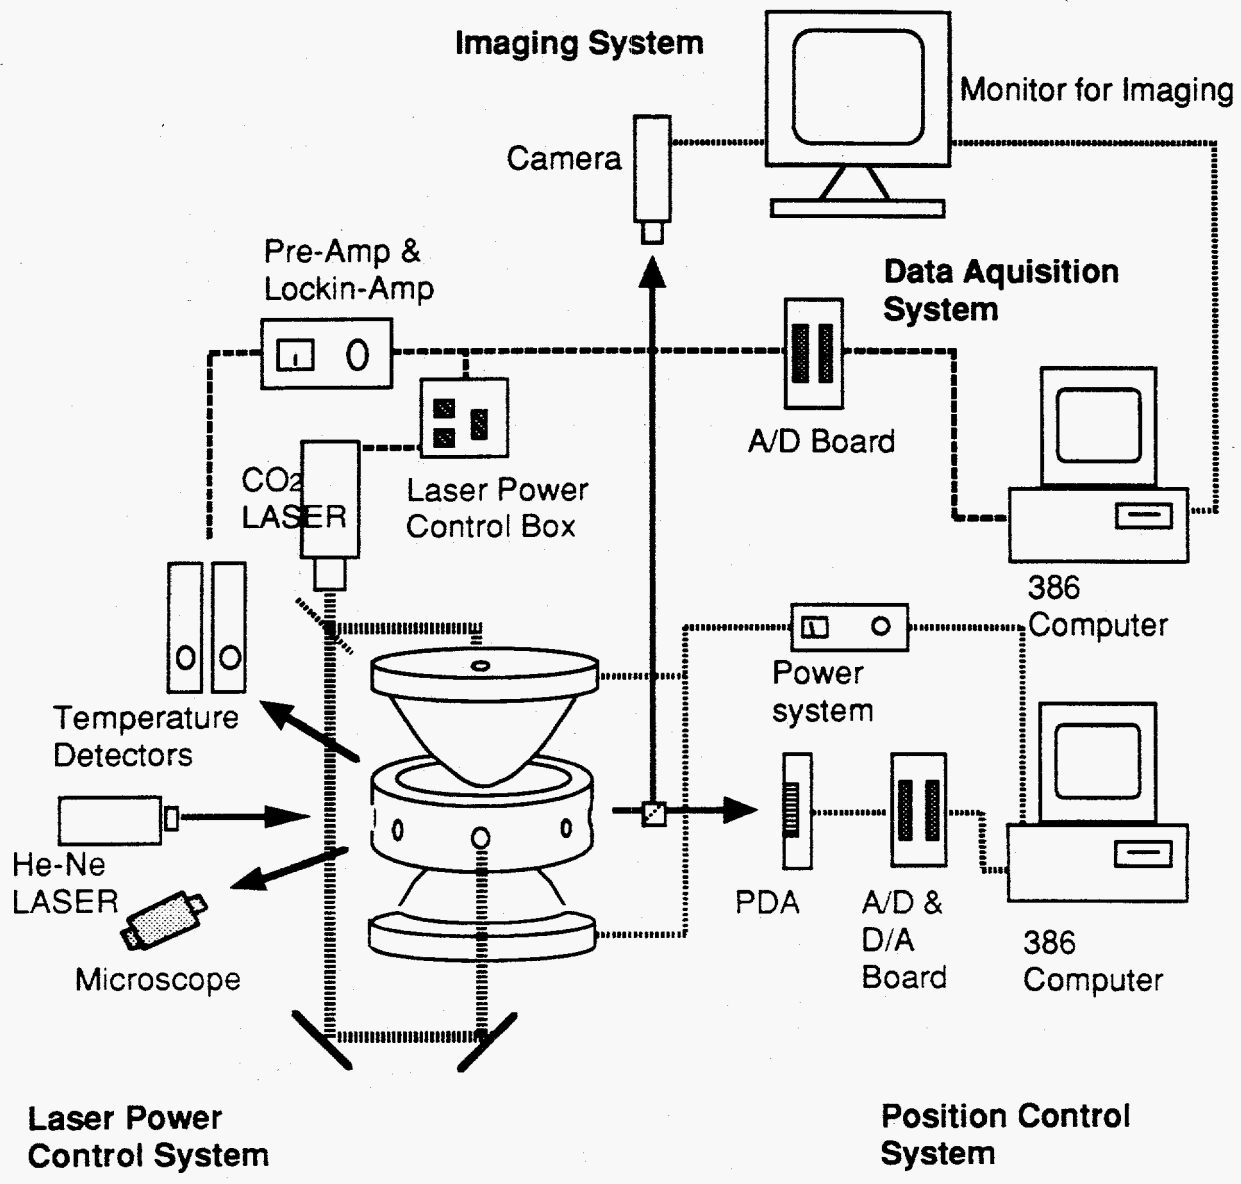 Imaging System
Monitor for Imaging
Camera
Pre-Amp &
Lockin-Amp
Data Aquisition
System
A/D Board
CO2
LASER
Laser Power
Control Box
386
Computer
Power
system
Temperature
Detectors
He-Ne
LASER
PDA
A/D &
D/A
Board
386
Computer
Microscope
Laser Power
Control System
Position Control
System